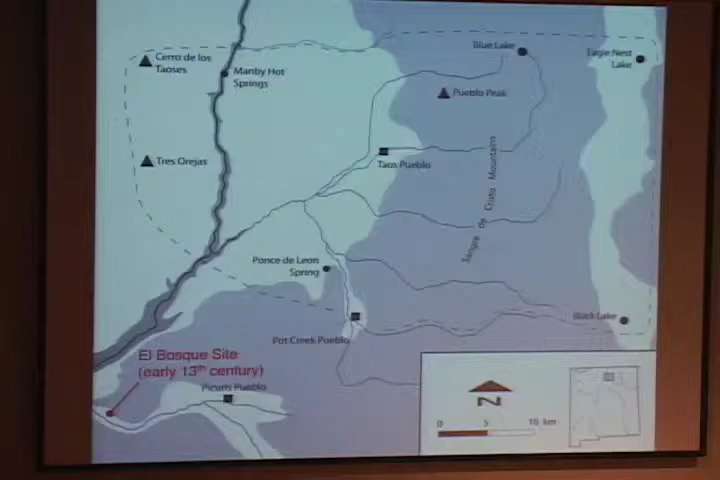 Cerro de los
Taoses
Manby Hot
Springs
Blue Lake
Eagle Nest
Lake
Pueblo Peak
Tres Orejas
Taos Pueblo
Sangre de Cristo Mountains
Ponce de Leon
Spring
Pot Creek Pueblo
Black Lake
El Bosque Site
(early 13th century)
Picuris Pueblo
N
0 5 10 km